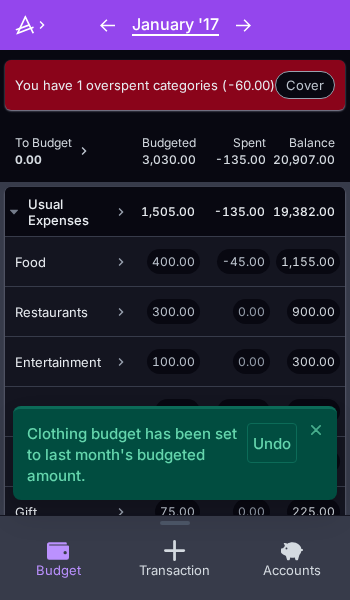 January '17
You have 1 overspent categories (-60.00) Cover
To Budget Budgeted Spent Balance
0.00 3,030.00 -135.00 20,907.00
Usual Expenses 1,505.00 -135.00 19,382.00
Food 400.00 -45.00 1,155.00
Restaurants 300.00 0.00 900.00
Entertainment 100.00 0.00 300.00
Clothing budget has been set
to last month's budgeted
amount.
Undo
Gift 75.00 0.00 225.00
Budget Transaction Accounts